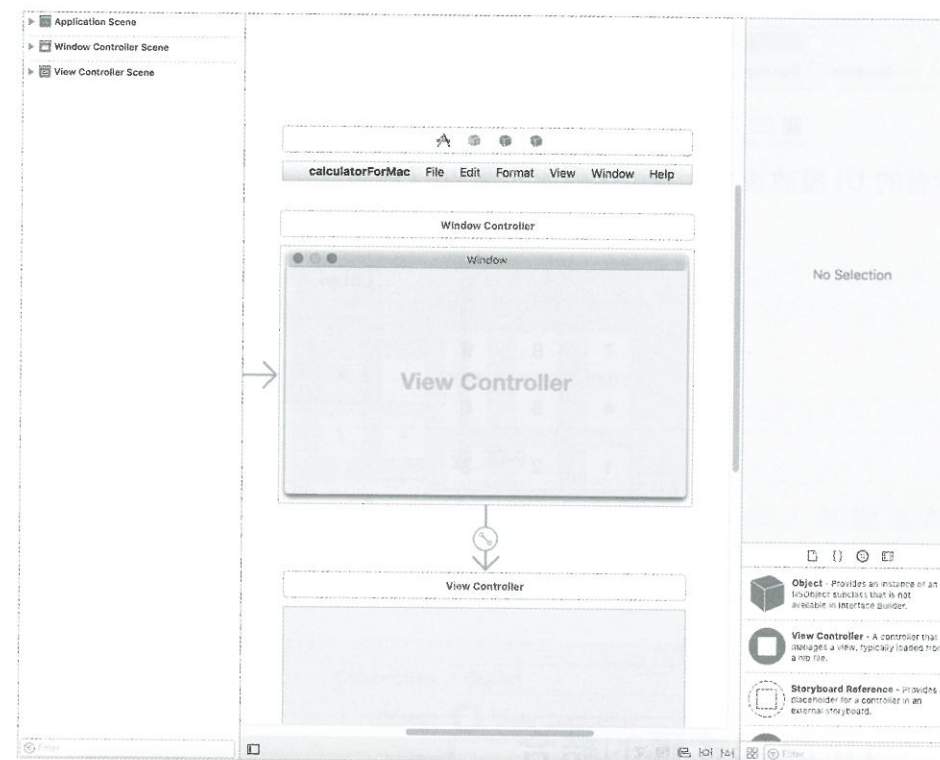 Application Scene
Window Controller Scene
View Controller Scene
calculatorForMac File Edit Format View Window Help
Window Controller
Window
View Controller
View Controller
No Selection
{ }
Object - Provides an instance of an
NSObject subclass that is not
available in Interface Builder.
View Controller - A controller that
manages a view, typically loaded from
a nib file.
Storyboard Reference - Provides
placeholder for a controller in an
external storyboard.
Filter
Filter